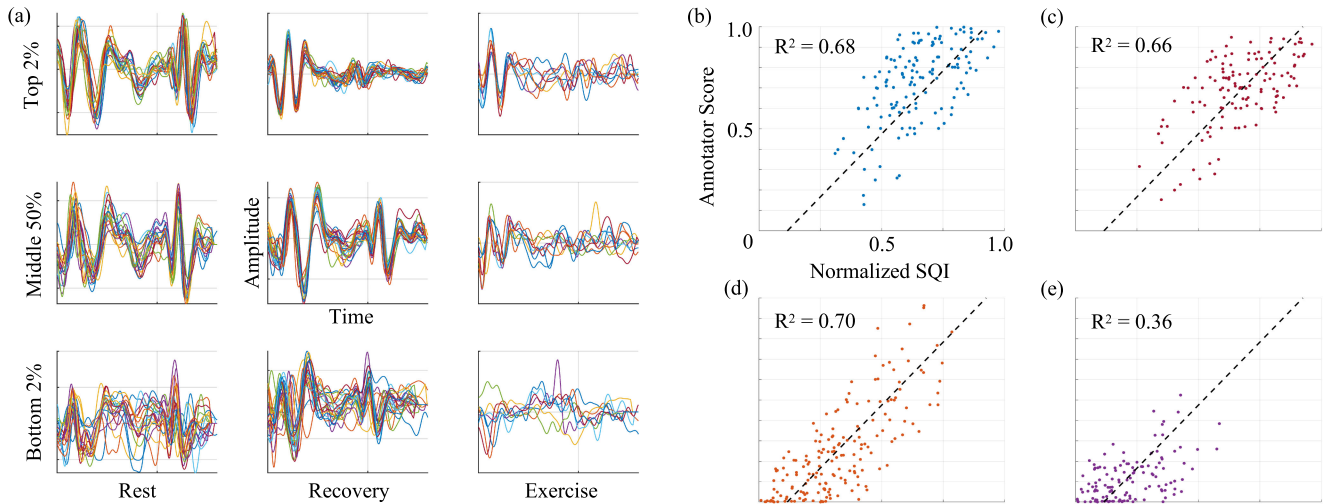 (a)
Top 2%
Middle 50%
Bottom 2%
Amplitude
Time
Rest
Recovery
Exercise
(b)
R² = 0.68
1.0
0.5
0
0.5
1.0
Annotator Score
Normalized SQI
(c)
R² = 0.66
(d)
R² = 0.70
(e)
R² = 0.36